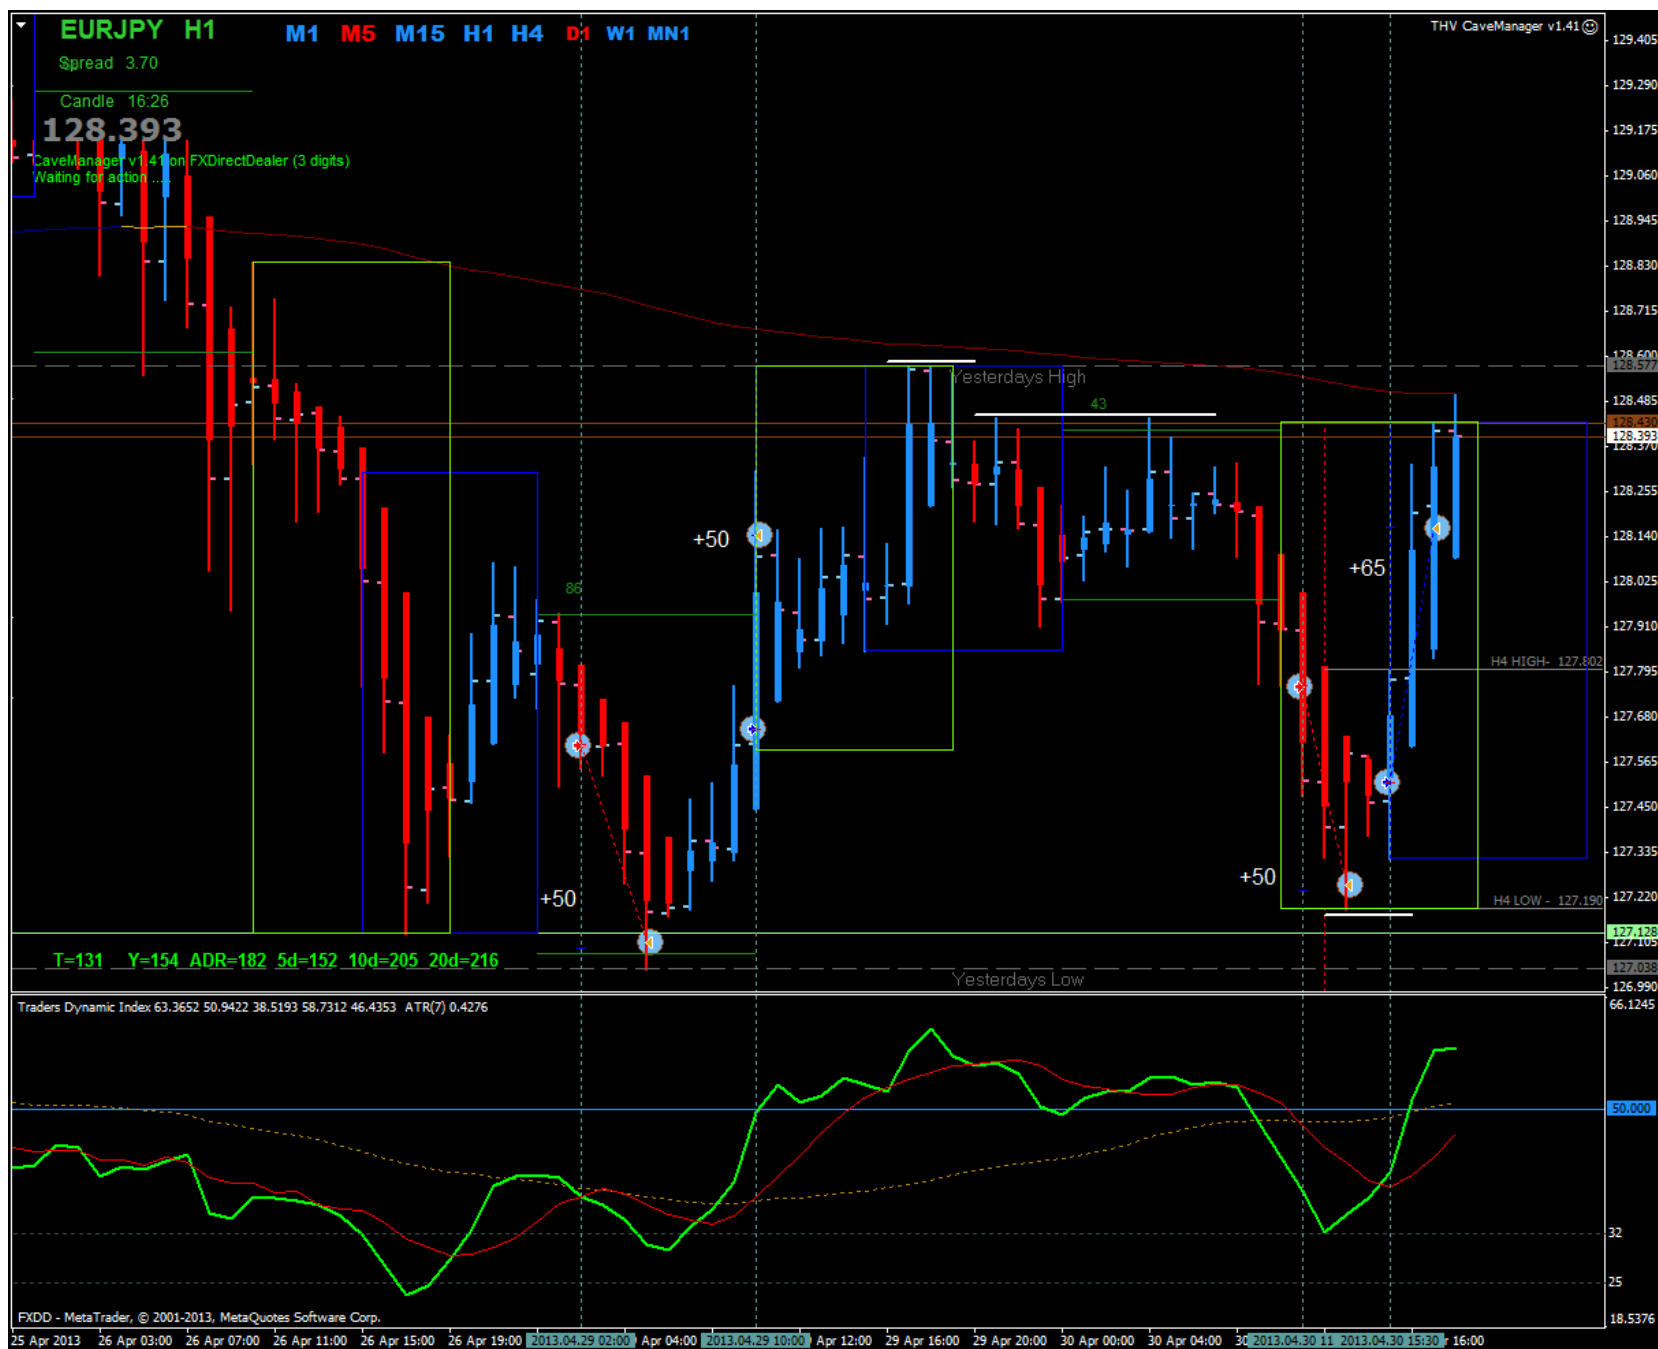 EURJPY H1 M1 M5 M15 H1 H4 D1 W1 MN1
THV CaveManager v1.41
Spread 3.70
Candle 16:26
128.393
CaveManager v1.41 on FXDirectDealer (3 digits)
Waiting for action ....
129.405
129.290
129.175
129.060
128.945
128.830
128.715
128.600
128.577
128.485
128.430
128.393
128.370
128.255
128.140
128.025
127.910
127.795
127.680
127.565
127.450
127.335
127.220
127.128
127.105
127.038
126.990
Yesterdays High
43
+50
86
+65
H4 HIGH- 127.802
+50
+50
H4 LOW - 127.190
T=131 Y=154 ADR=182 5d=152 10d=205 20d=216
Yesterdays Low
Traders Dynamic Index 63.3652 50.9422 38.5193 58.7312 46.4353 ATR(7) 0.4276
66.1245
50.000
32
25
18.5376
FXDD - MetaTrader, © 2001-2013, MetaQuotes Software Corp.
25 Apr 2013 26 Apr 03:00 26 Apr 07:00 26 Apr 11:00 26 Apr 15:00 26 Apr 19:00 2013.04.29 02:00 Apr 04:00 2013.04.29 10:00 Apr 12:00 29 Apr 16:00 29 Apr 20:00 30 Apr 00:00 30 Apr 04:00 30 2013.04.30 11 2013.04.30 15:30 r 16:00